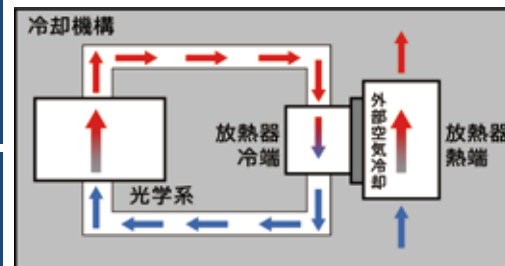 冷却機構
放熱器
冷端
光学系
外部空気冷却
放熱器
熱端